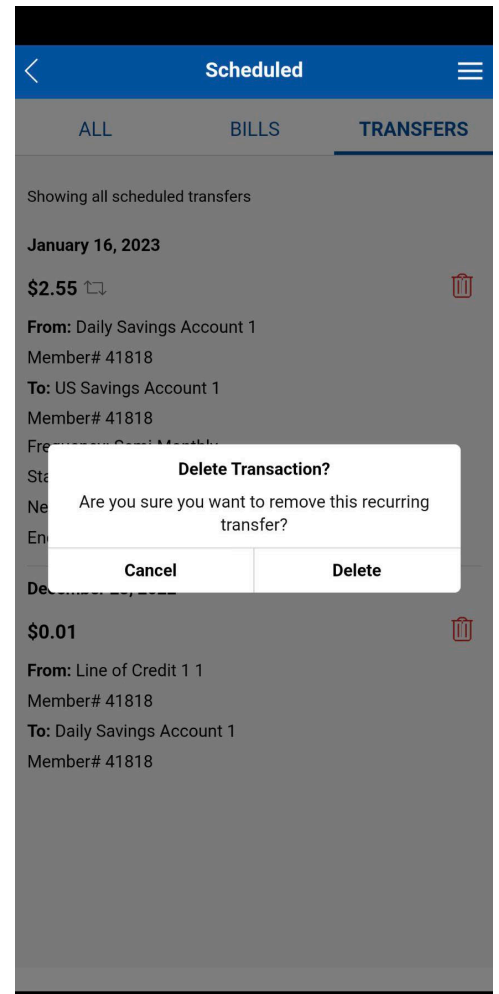 Scheduled
ALL BILLS TRANSFERS
Showing all scheduled transfers
January 16, 2023
$2.55
From: Daily Savings Account 1
Member# 41818
To: US Savings Account 1
Member# 41818
Delete Transaction?
Are you sure you want to remove this recurring
transfer?
Cancel Delete
$0.01
From: Line of Credit 1 1
Member# 41818
To: Daily Savings Account 1
Member# 41818